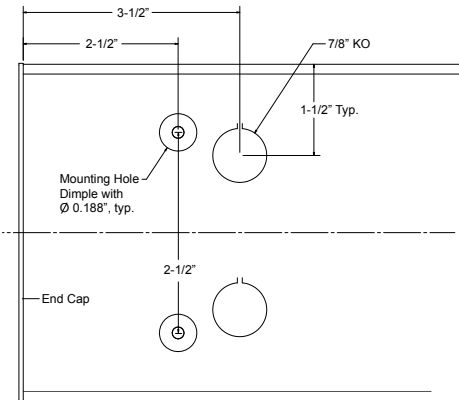 3-1/2"
2-1/2"
7/8" KO
1-1/2" Typ.
Mounting Hole
Dimple with
Ø 0.188", typ.
2-1/2"
End Cap